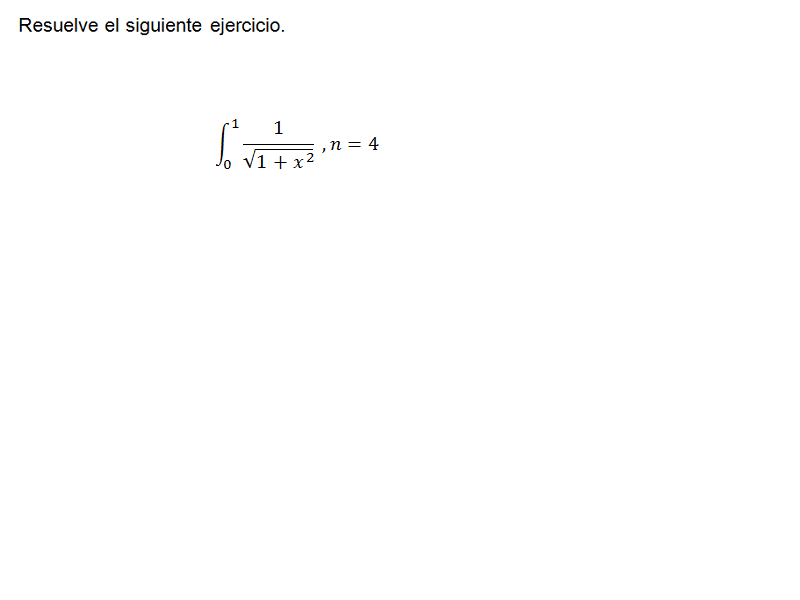 Resuelve el siguiente ejercicio.
∫₀¹ 1/√(1 + x²) , n = 4